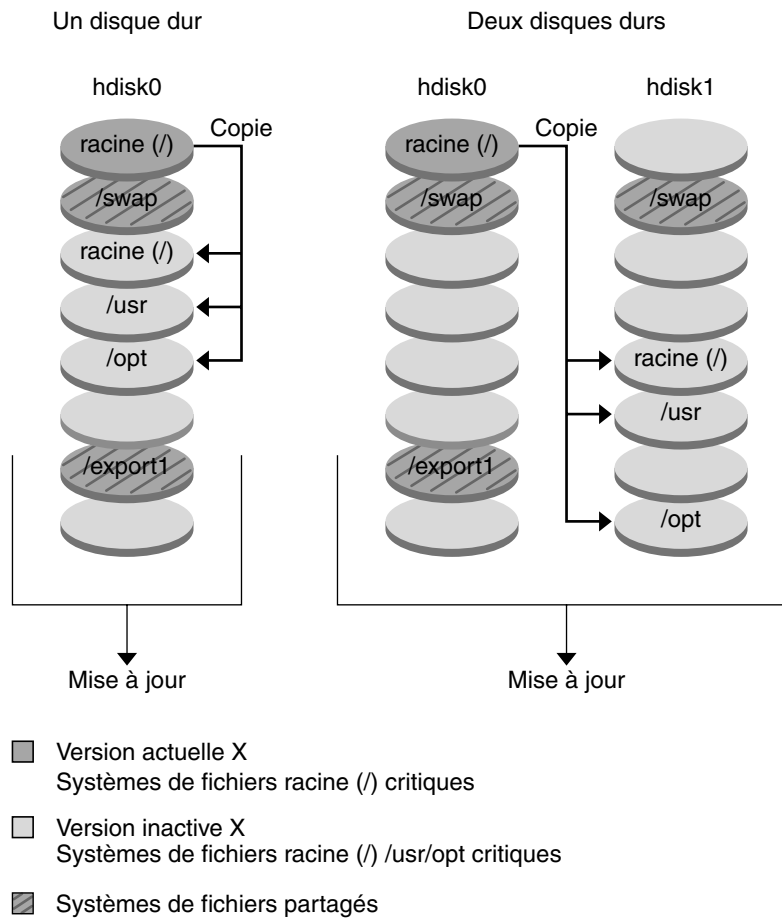 Un disque dur
hdisk0
racine (/)
Copie
/swap
racine (/)
/usr
/opt
/export1
Mise à jour
Deux disques durs
hdisk0
hdisk1
racine (/)
Copie
/swap
/swap
racine (/)
/usr
/export1
/opt
Mise à jour
Version actuelle X
Systèmes de fichiers racine (/) critiques
Version inactive X
Systèmes de fichiers racine (/) /usr/opt critiques
Systèmes de fichiers partagés